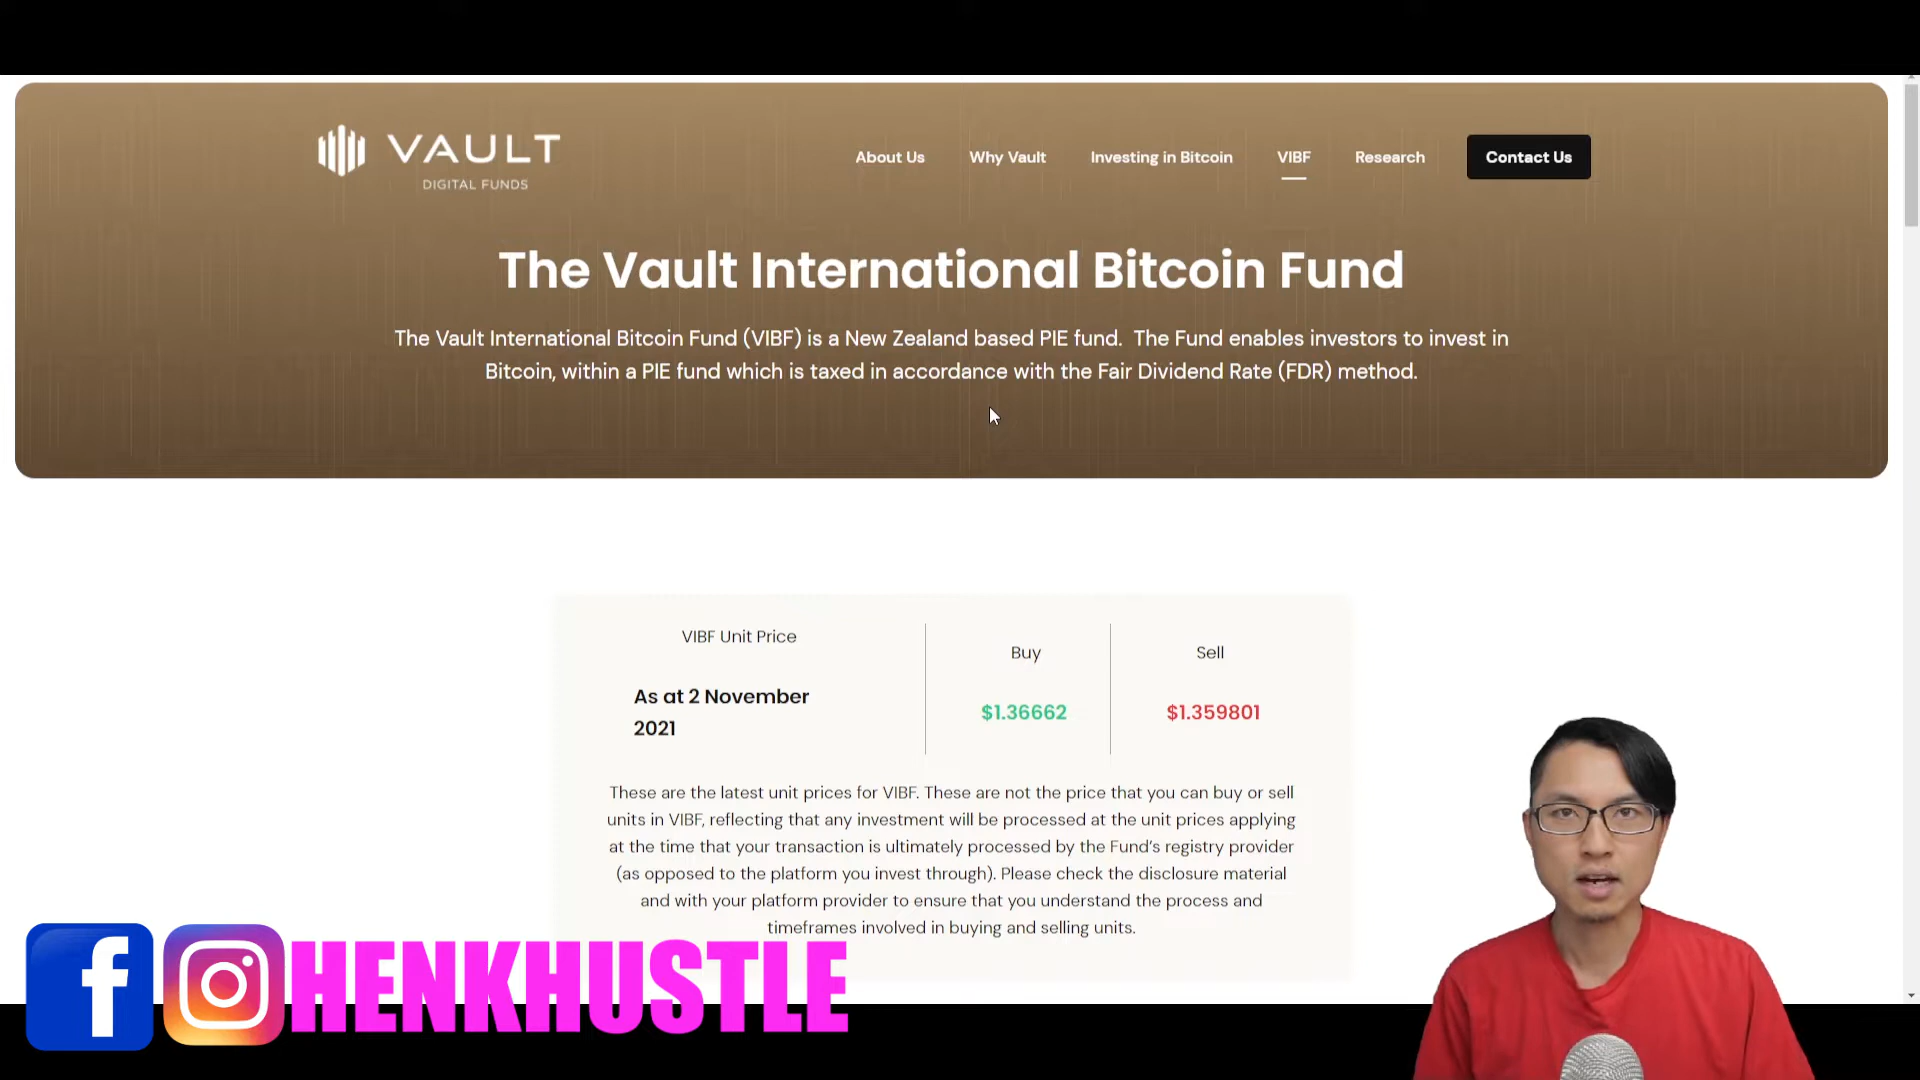 VAULT
DIGITAL FUNDS
About Us
Why Vault
Investing in Bitcoin
VIBF
Research
Contact Us
The Vault International Bitcoin Fund
The Vault International Bitcoin Fund (VIBF) is a New Zealand based PIE fund. The Fund enables investors to invest in
Bitcoin, within a PIE fund which is taxed in accordance with the Fair Dividend Rate (FDR) method.
VIBF Unit Price
As at 2 November
2021
Buy
$1.36662
Sell
$1.359801
These are the latest unit prices for VIBF. These are not the price that you can buy or sell
units in VIBF, reflecting that any investment will be processed at the unit prices applying
at the time that your transaction is ultimately processed by the Fund's registry provider
(as opposed to the platform you invest through). Please check the disclosure material
and with your platform provider to ensure that you understand the process and
timeframes involved in buying and selling units.
f
HENKHUSTLE